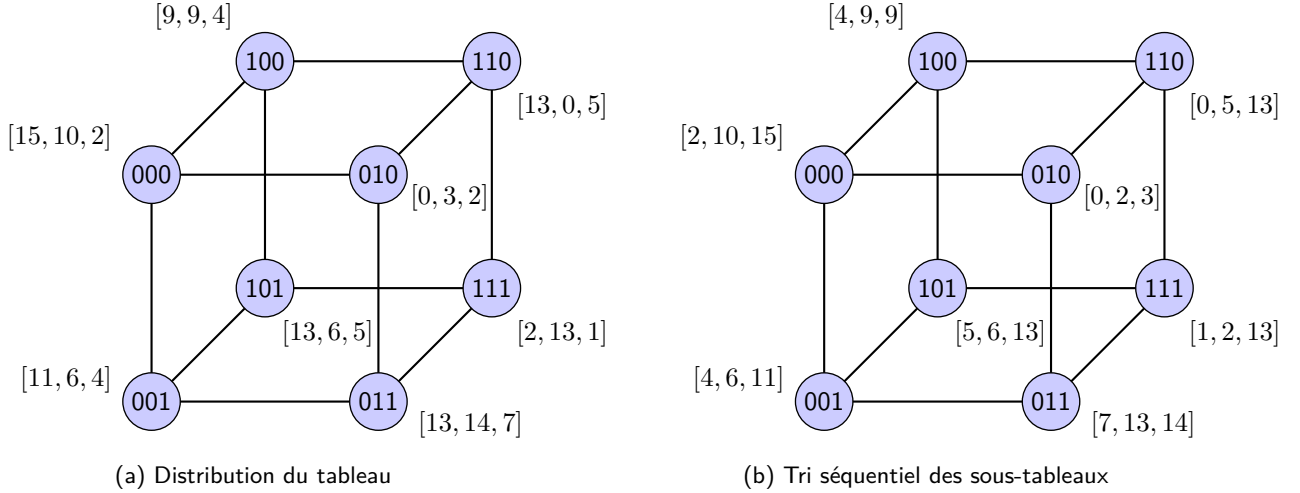 [9, 9, 4]
100
110
[13, 0, 5]
[15, 10, 2]
000
010
[0, 3, 2]
101
111
[13, 6, 5]
[2, 13, 1]
[11, 6, 4]
001
011
[13, 14, 7]
(a) Distribution du tableau
[4, 9, 9]
100
110
[0, 5, 13]
[2, 10, 15]
000
010
[0, 2, 3]
101
111
[5, 6, 13]
[1, 2, 13]
[4, 6, 11]
001
011
[7, 13, 14]
(b) Tri séquentiel des sous-tableaux